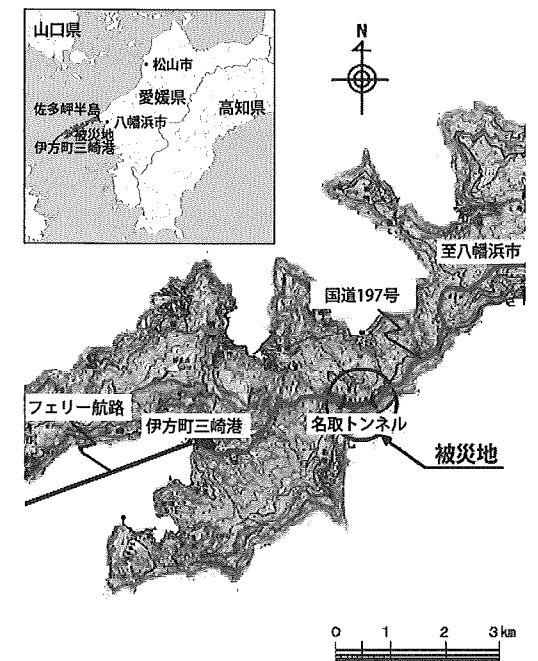 山口県
松山市
愛媛県
佐多岬半島
高知県
八幡浜市
被災地
伊方町三崎港
N
至八幡浜市
国道197号
フェリー航路
伊方町三崎港
名取トンネル
被災地
0 1 2 3km